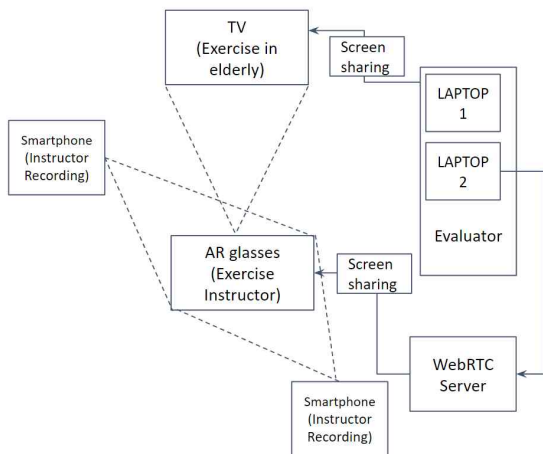 TV
(Exercise in
elderly)
Screen
sharing
LAPTOP
1
LAPTOP
2
Evaluator
Smartphone
(Instructor
Recording)
AR glasses
(Exercise
Instructor)
Screen
sharing
WebRTC
Server
Smartphone
(Instructor
Recording)